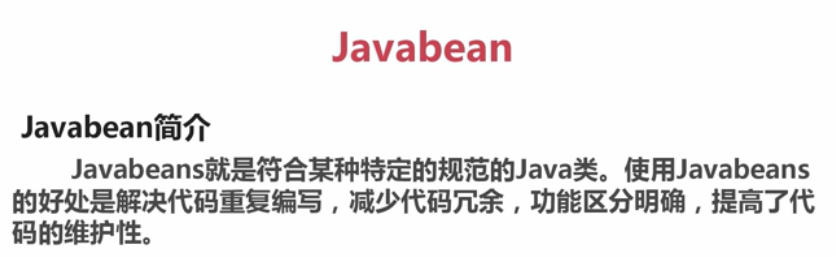 Javabean
Javabean简介
Javabeans就是符合某种特定的规范的Java类。使用Javabeans
的好处是解决代码重复编写，减少代码冗余，功能区分明确，提高了代
码的维护性。